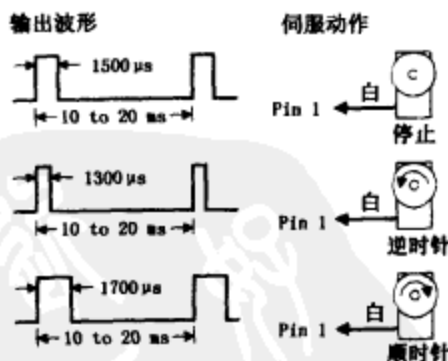 输出波形 伺服动作
1500 μs
10 to 20 ms
白
Pin 1
停止
1300 μs
10 to 20 ms
白
Pin 1
逆时针
1700 μs
10 to 20 ms
白
Pin 1
顺时针